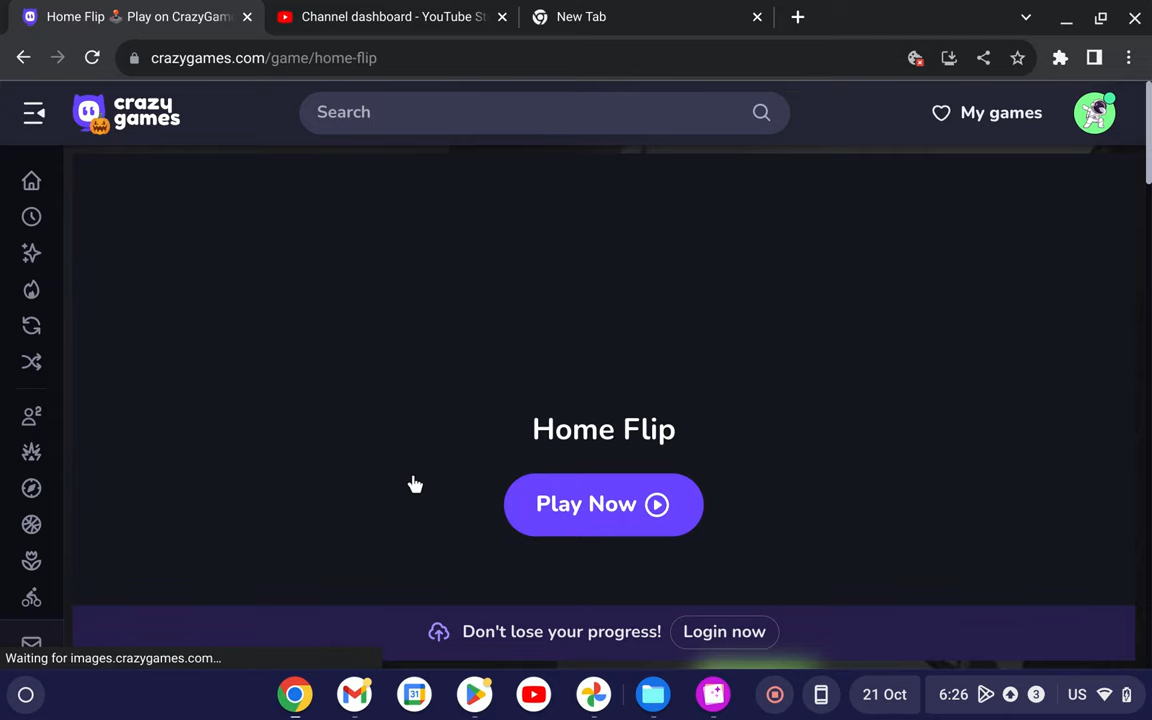 Home Flip 🕹️ Play on CrazyGam
Channel dashboard - YouTube St
New Tab
crazygames.com/game/home-flip
crazy games
Search
My games
Home Flip
Play Now
Don't lose your progress! Login now
Waiting for images.crazygames.com...
31
21 Oct
6:26
3
US